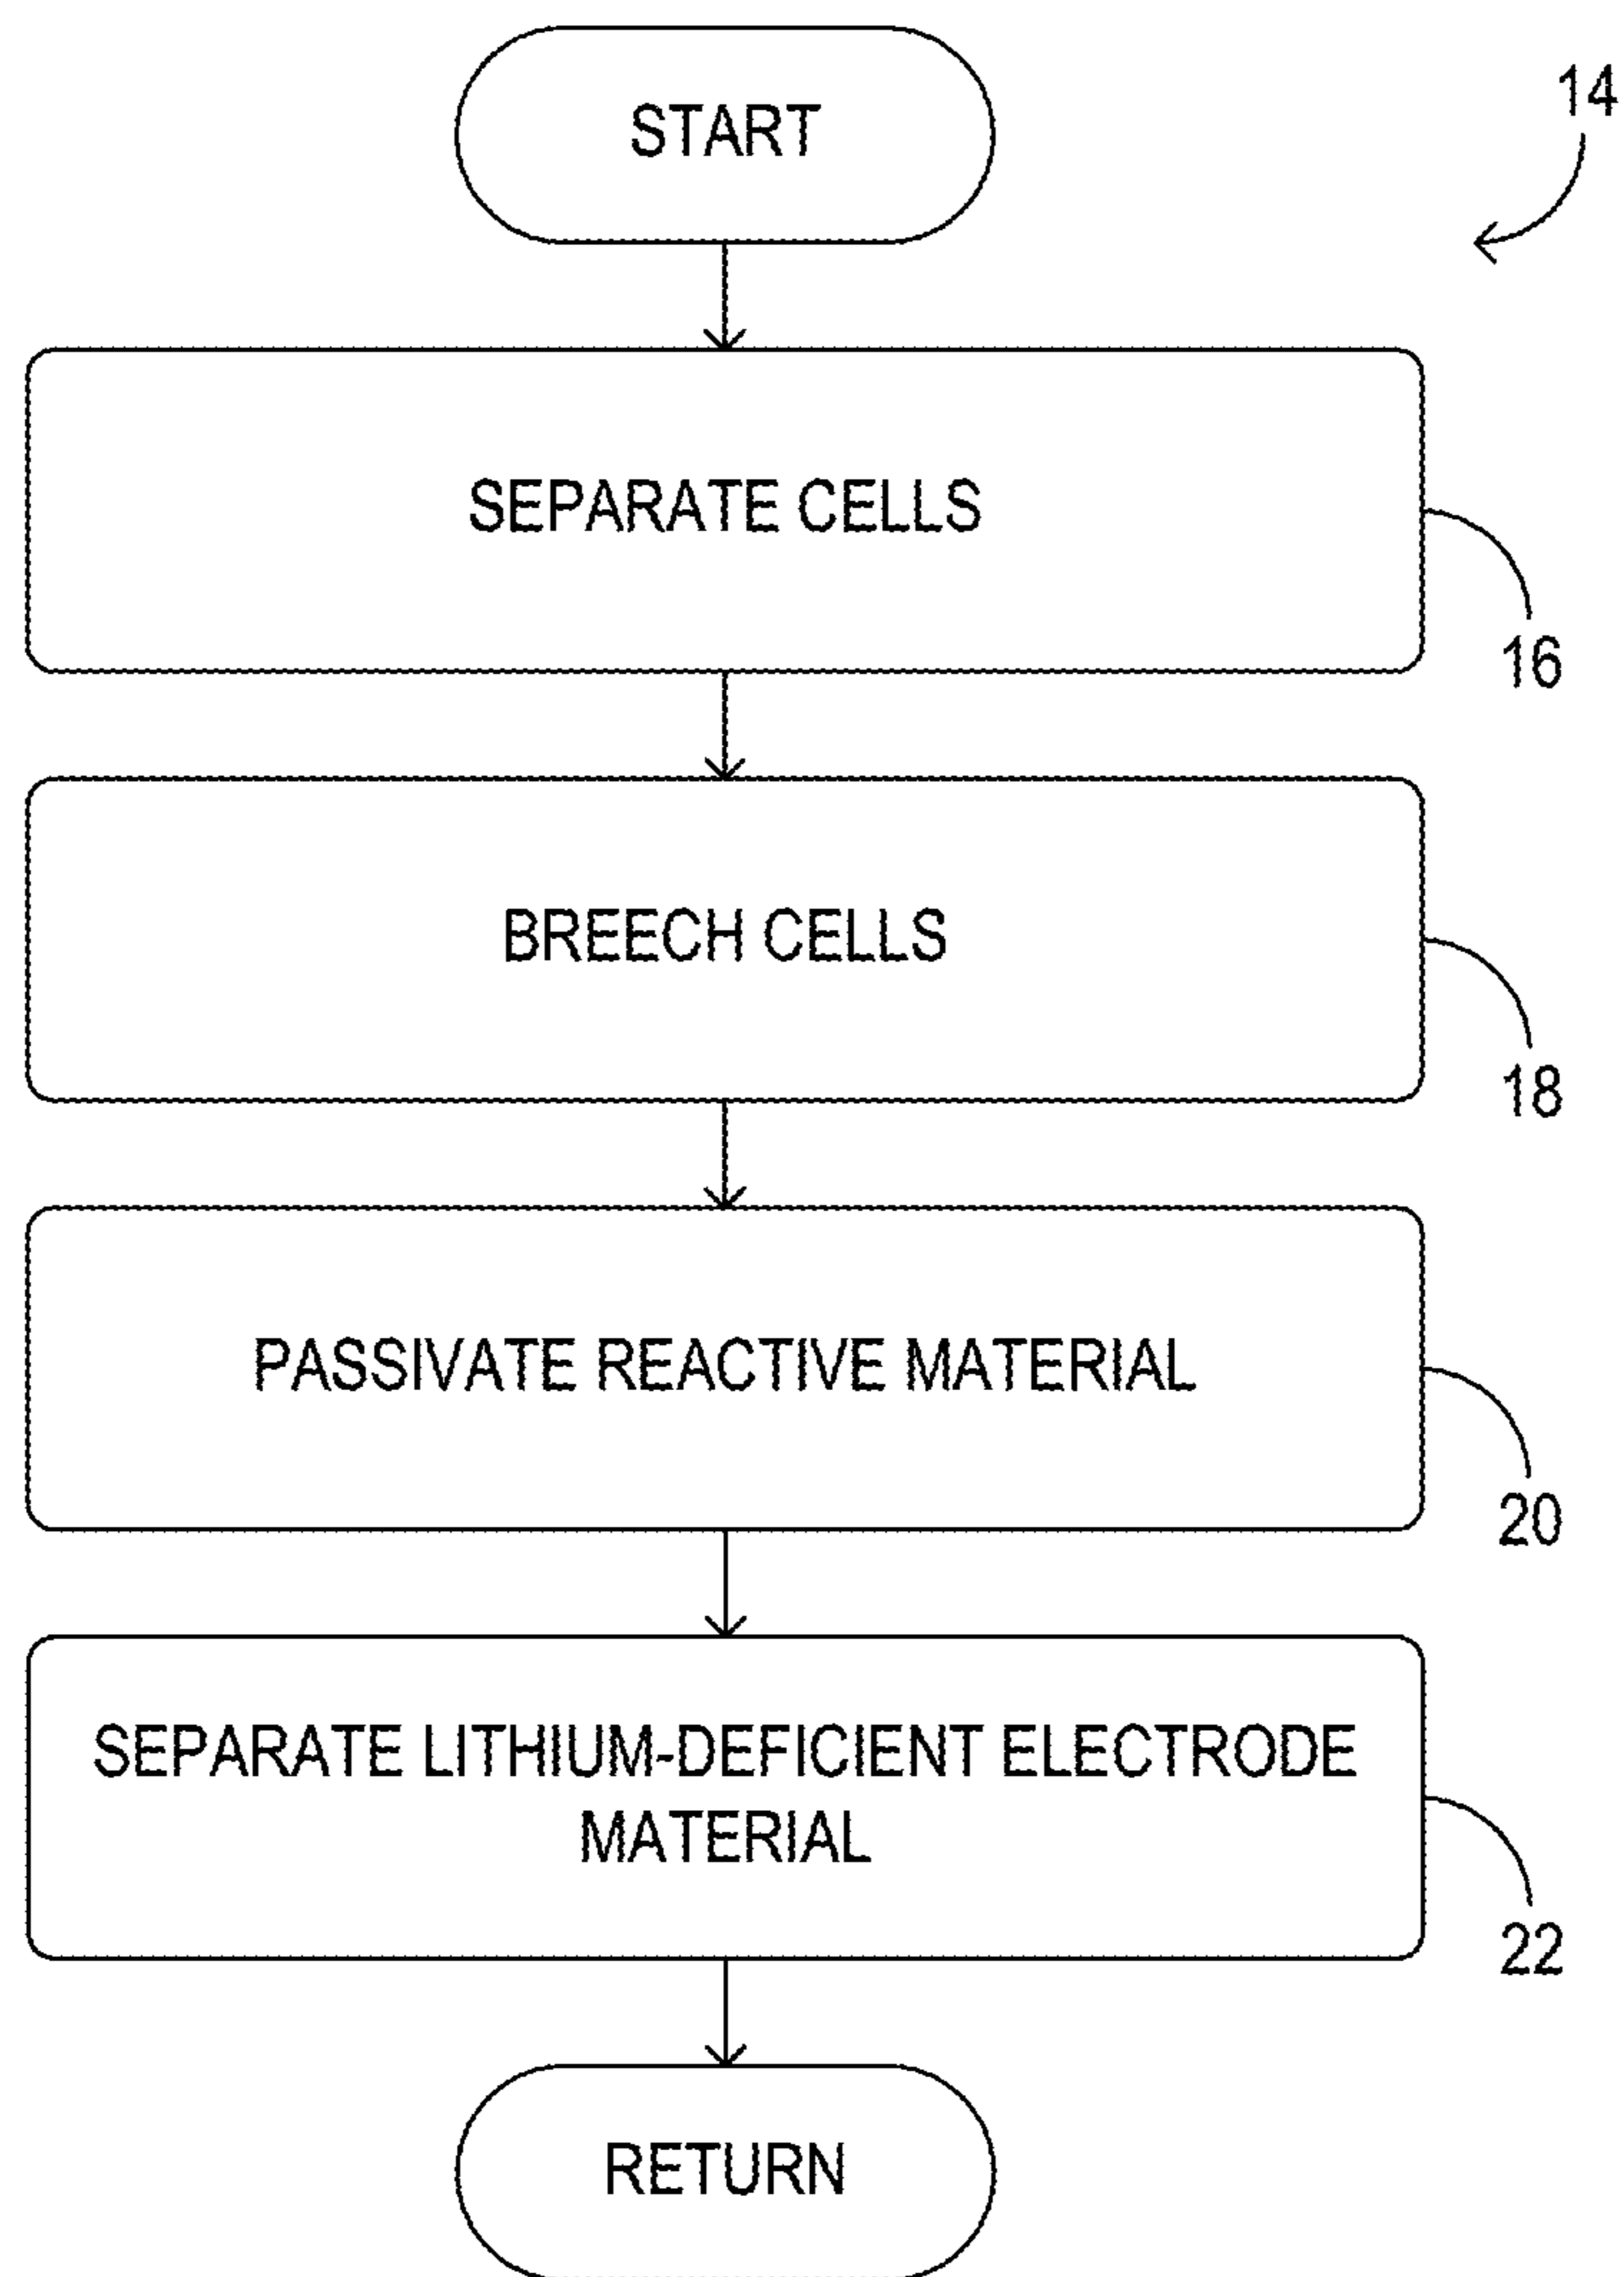 START
14
SEPARATE CELLS
16
BREECH CELLS
18
PASSIVATE REACTIVE MATERIAL
20
SEPARATE LITHIUM-DEFICIENT ELECTRODE
MATERIAL
22
RETURN